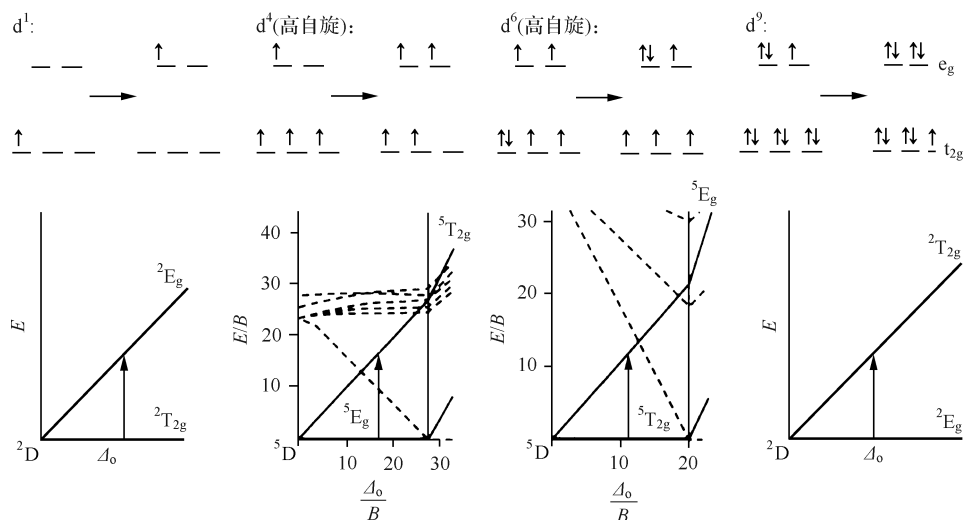 d¹:
d⁴(高自旋):
d⁶(高自旋):
d⁹:
e_g
t_2g
E
²E_g
²T_2g
²D
Δ_o
E/B
40
30
20
10
⁵T_2g
⁵E_g
⁵D
10 20 30
Δ_o
B
E/B
30
20
10
⁵E_g
⁵T_2g
⁵D
10 20
Δ_o
B
E
²T_2g
²E_g
²D
Δ_o